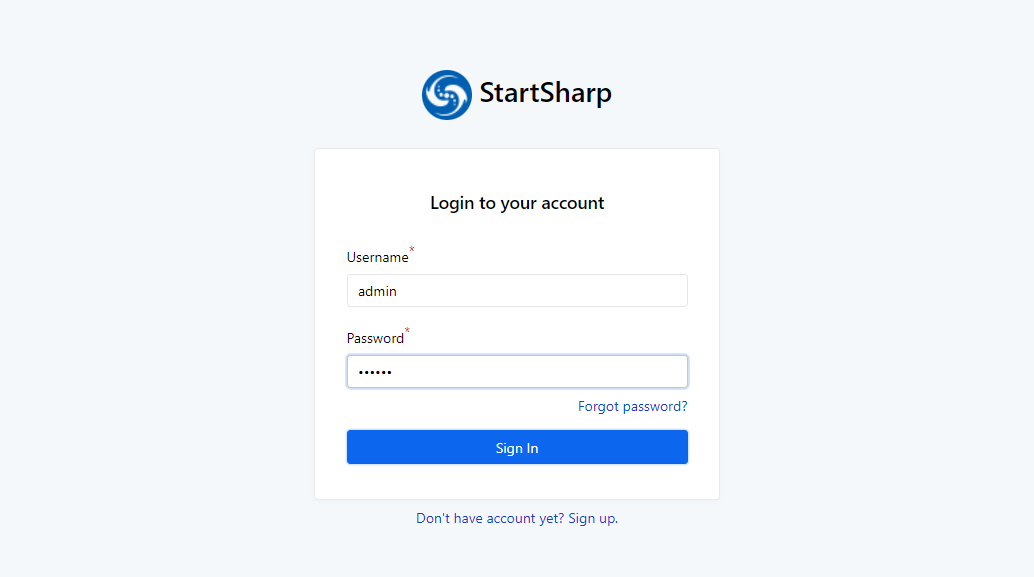 StartSharp
Login to your account
Username*
admin
Password*
••••••
Forgot password?
Sign In
Don't have account yet? Sign up.